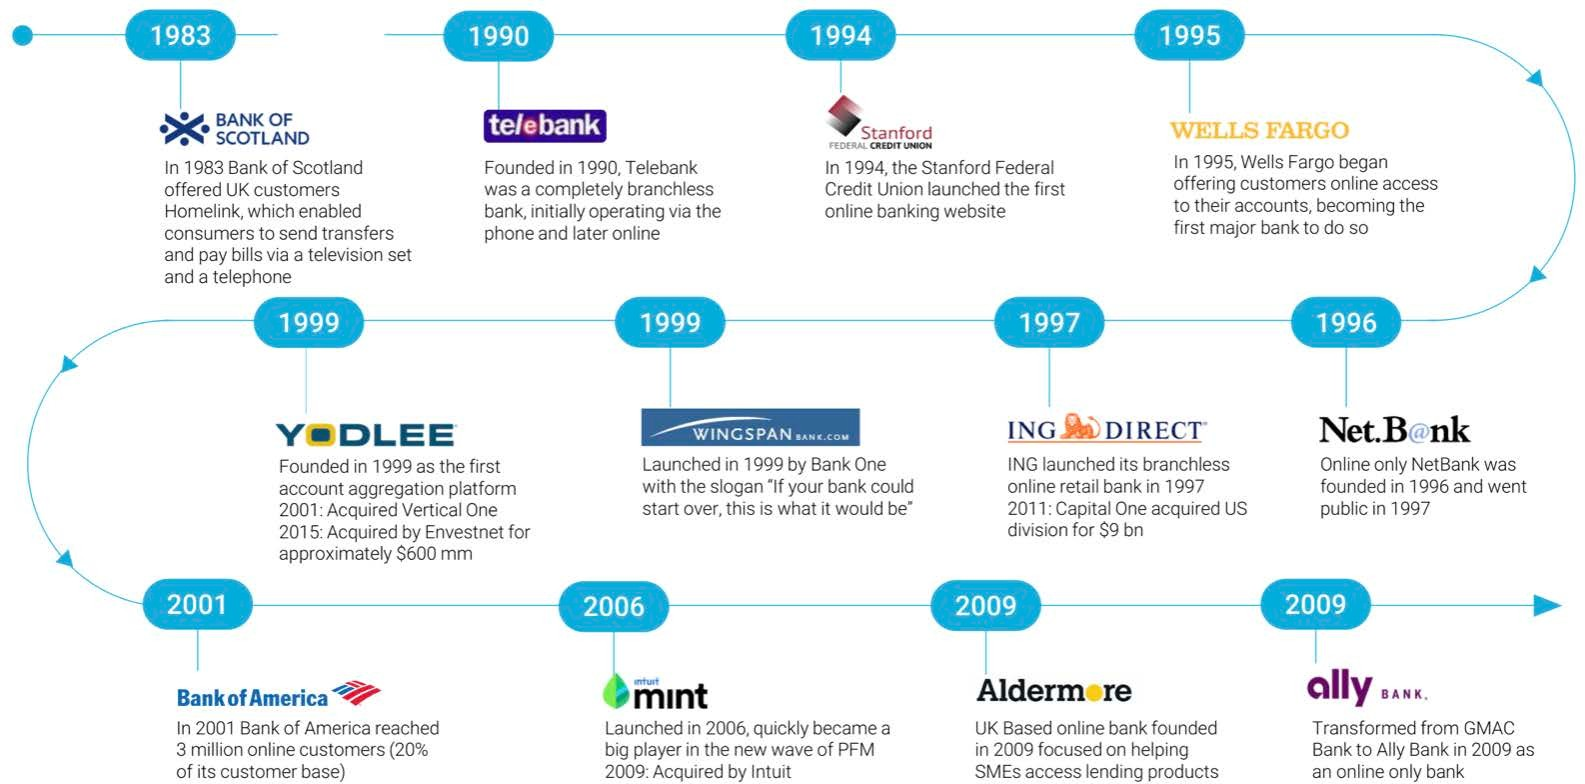 1983
1990
1994
1995
BANK OF
SCOTLAND
In 1983 Bank of Scotland
offered UK customers
Homelink, which enabled
consumers to send transfers
and pay bills via a television set
and a telephone
telebank
Founded in 1990, Telebank
was a completely branchless
bank, initially operating via the
phone and later online
Stanford
FEDERAL CREDIT UNION
In 1994, the Stanford Federal
Credit Union launched the first
online banking website
WELLS FARGO
In 1995, Wells Fargo began
offering customers online access
to their accounts, becoming the
first major bank to do so
1999
1999
1997
1996
YODLEE
Founded in 1999 as the first
account aggregation platform
2001: Acquired Vertical One
2015: Acquired by Envestnet for
approximately $600 mm
WINGSPAN BANK.COM
Launched in 1999 by Bank One
with the slogan “If your bank could
start over, this is what it would be”
ING DIRECT
ING launched its branchless
online retail bank in 1997
2011: Capital One acquired US
division for $9 bn
Net.B@nk
Online only NetBank was
founded in 1996 and went
public in 1997
2001
2006
2009
2009
Bank of America
In 2001 Bank of America reached
3 million online customers (20%
of its customer base)
intuit
mint
Launched in 2006, quickly became a
big player in the new wave of PFM
2009: Acquired by Intuit
Aldermore
UK Based online bank founded
in 2009 focused on helping
SMEs access lending products
ally BANK.
Transformed from GMAC
Bank to Ally Bank in 2009 as
an online only bank